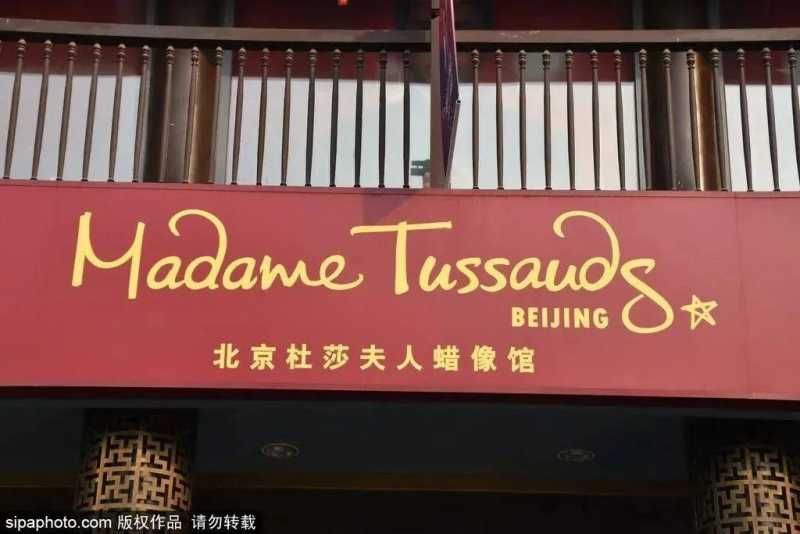 Madame Tussauds
BEIJING
北京杜莎夫人蜡像馆
sipaphoto.com 版权作品 请勿转载